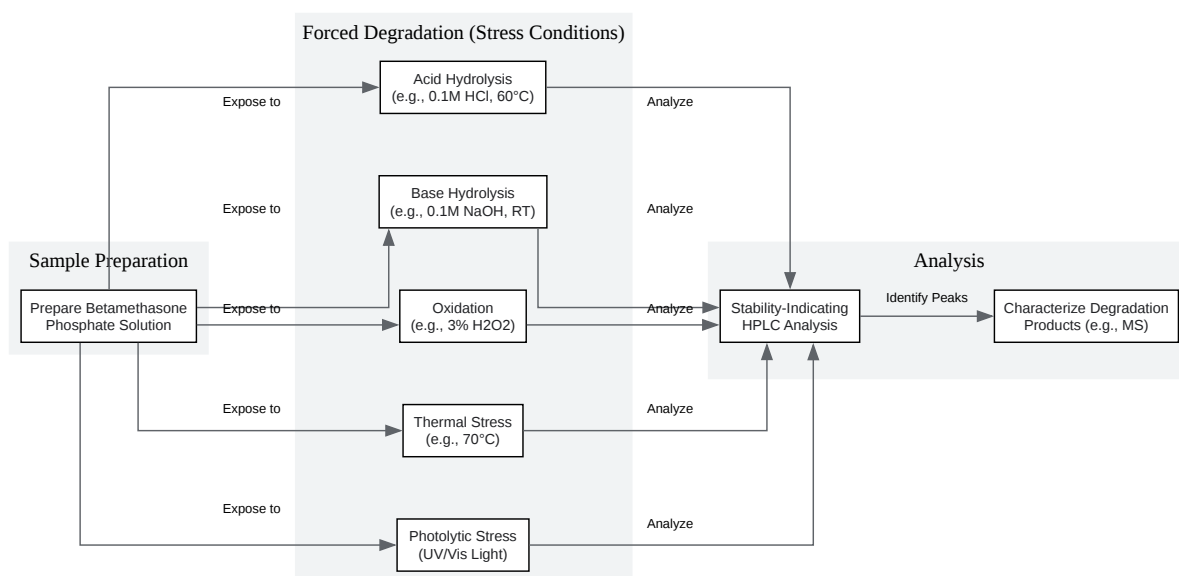 Forced Degradation (Stress Conditions)
Acid Hydrolysis
(e.g., 0.1M HCl, 60°C)
Expose to
Analyze
Base Hydrolysis
(e.g., 0.1M NaOH, RT)
Expose to
Analyze
Sample Preparation
Analysis
Prepare Betamethasone
Phosphate Solution
Expose to
Oxidation
(e.g., 3% H2O2)
Analyze
Stability-Indicating
HPLC Analysis
Identify Peaks
Characterize Degradation
Products (e.g., MS)
Expose to
Thermal Stress
(e.g., 70°C)
Analyze
Expose to
Photolytic Stress
(UV/Vis Light)
Analyze